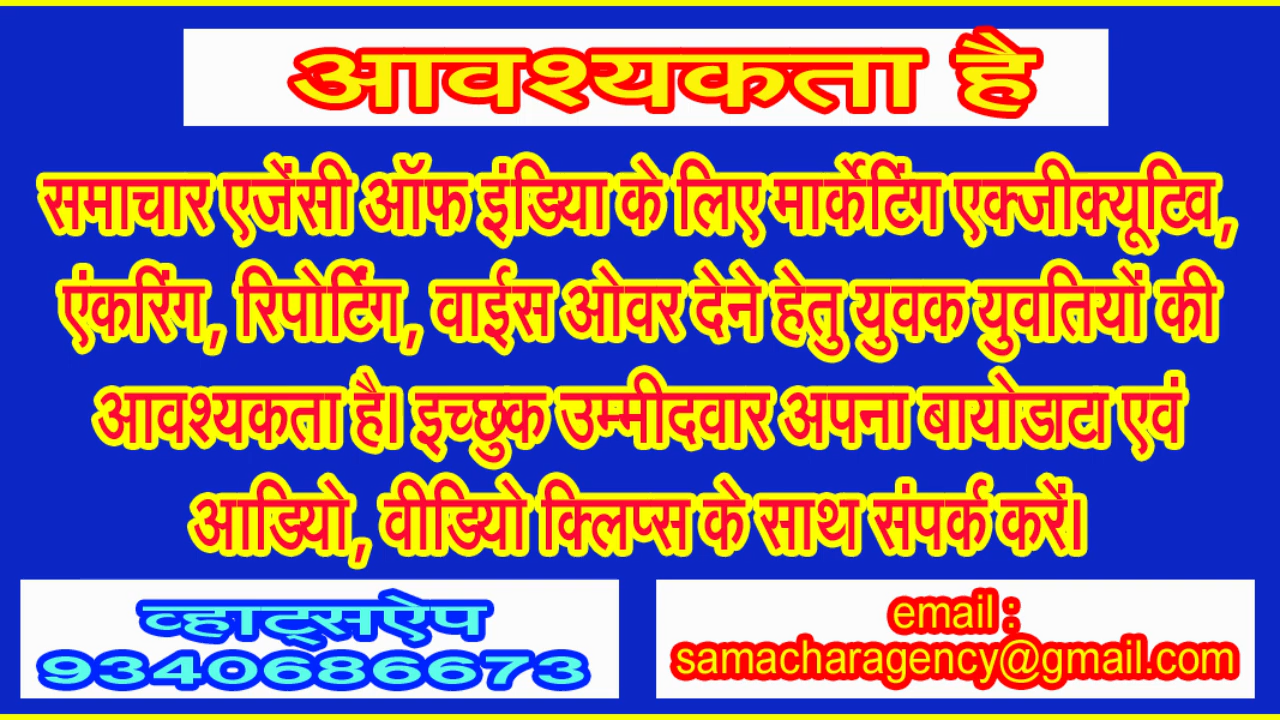 आवश्यकता है
समाचार एजेंसी ऑफ इंडिया के लिए मार्केटिंग एक्जीक्यूटिव,
एंकरिंग, रिपोर्टिंग, वाईस ओवर देने हेतु युवक युवतियों की
आवश्यकता है। इच्छुक उम्मीदवार अपना बायोडाटा एवं
आडियो, वीडियो क्लिप्स के साथ संपर्क करें।
व्हाट्सऐप
9340686673
email :
samacharagency@gmail.com